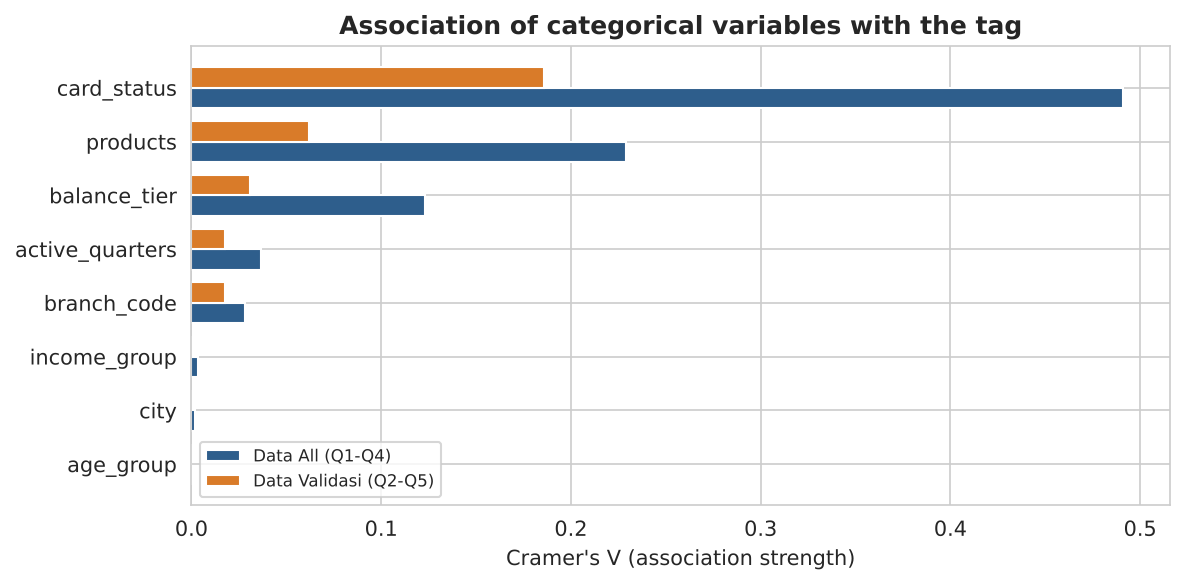 Association of categorical variables with the tag
card_status
products
balance_tier
active_quarters
branch_code
income_group
city
age_group
Data All (Q1-Q4)
Data Validasi (Q2-Q5)
0.0 0.1 0.2 0.3 0.4 0.5
Cramer's V (association strength)